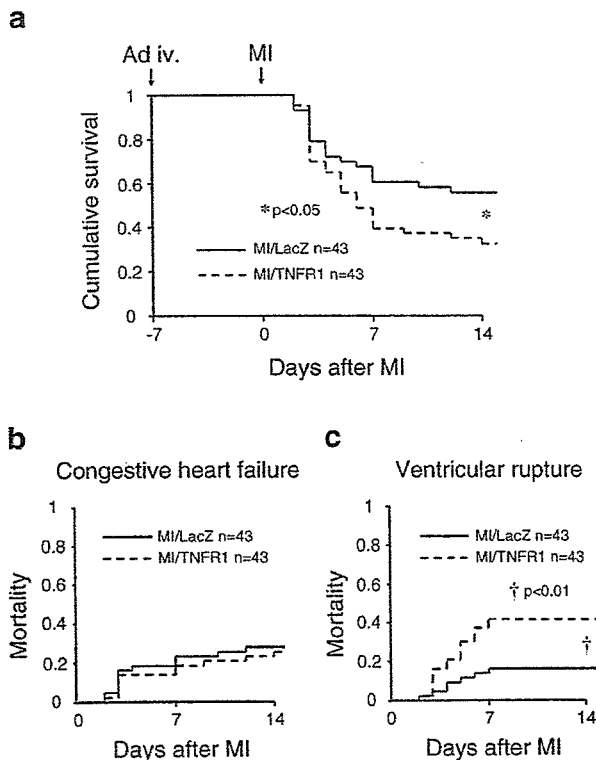 a
Ad iv. MI
1
0.8
0.6
0.4
0.2
0
Cumulative survival
*p<0.05
*
MI/LacZ n=43
MI/TNFR1 n=43
-7 0 7 14
Days after MI
b
Congestive heart failure
1
0.8
0.6
0.4
0.2
0
Mortality
MI/LacZ n=43
MI/TNFR1 n=43
0 7 14
Days after MI
c
Ventricular rupture
1
0.8
0.6
0.4
0.2
0
Mortality
MI/LacZ n=43
MI/TNFR1 n=43
† p<0.01
†
0 7 14
Days after MI